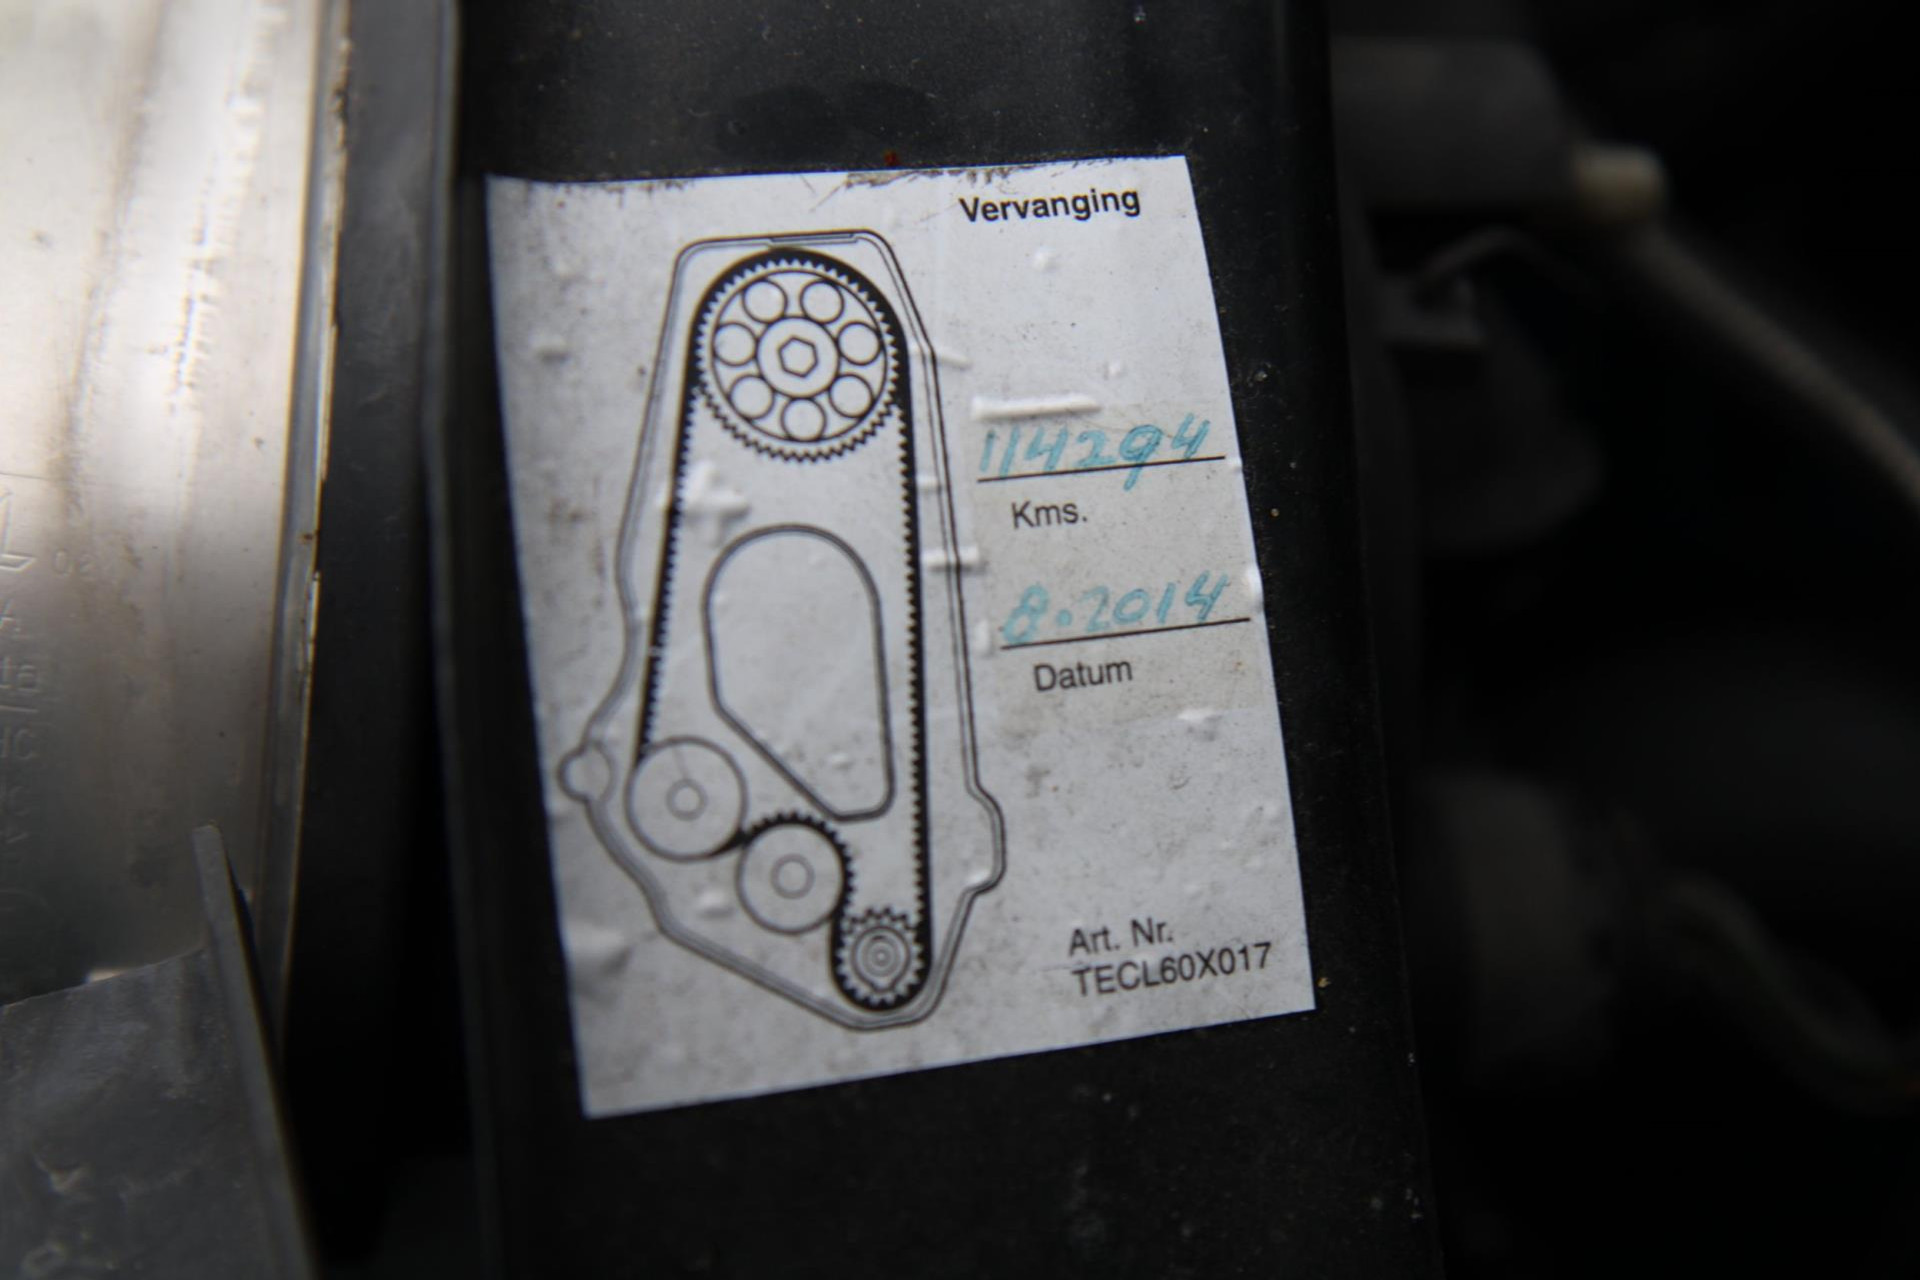 Vervanging
114294
Kms.
8.2014
Datum
Art. Nr.
TECL60X017